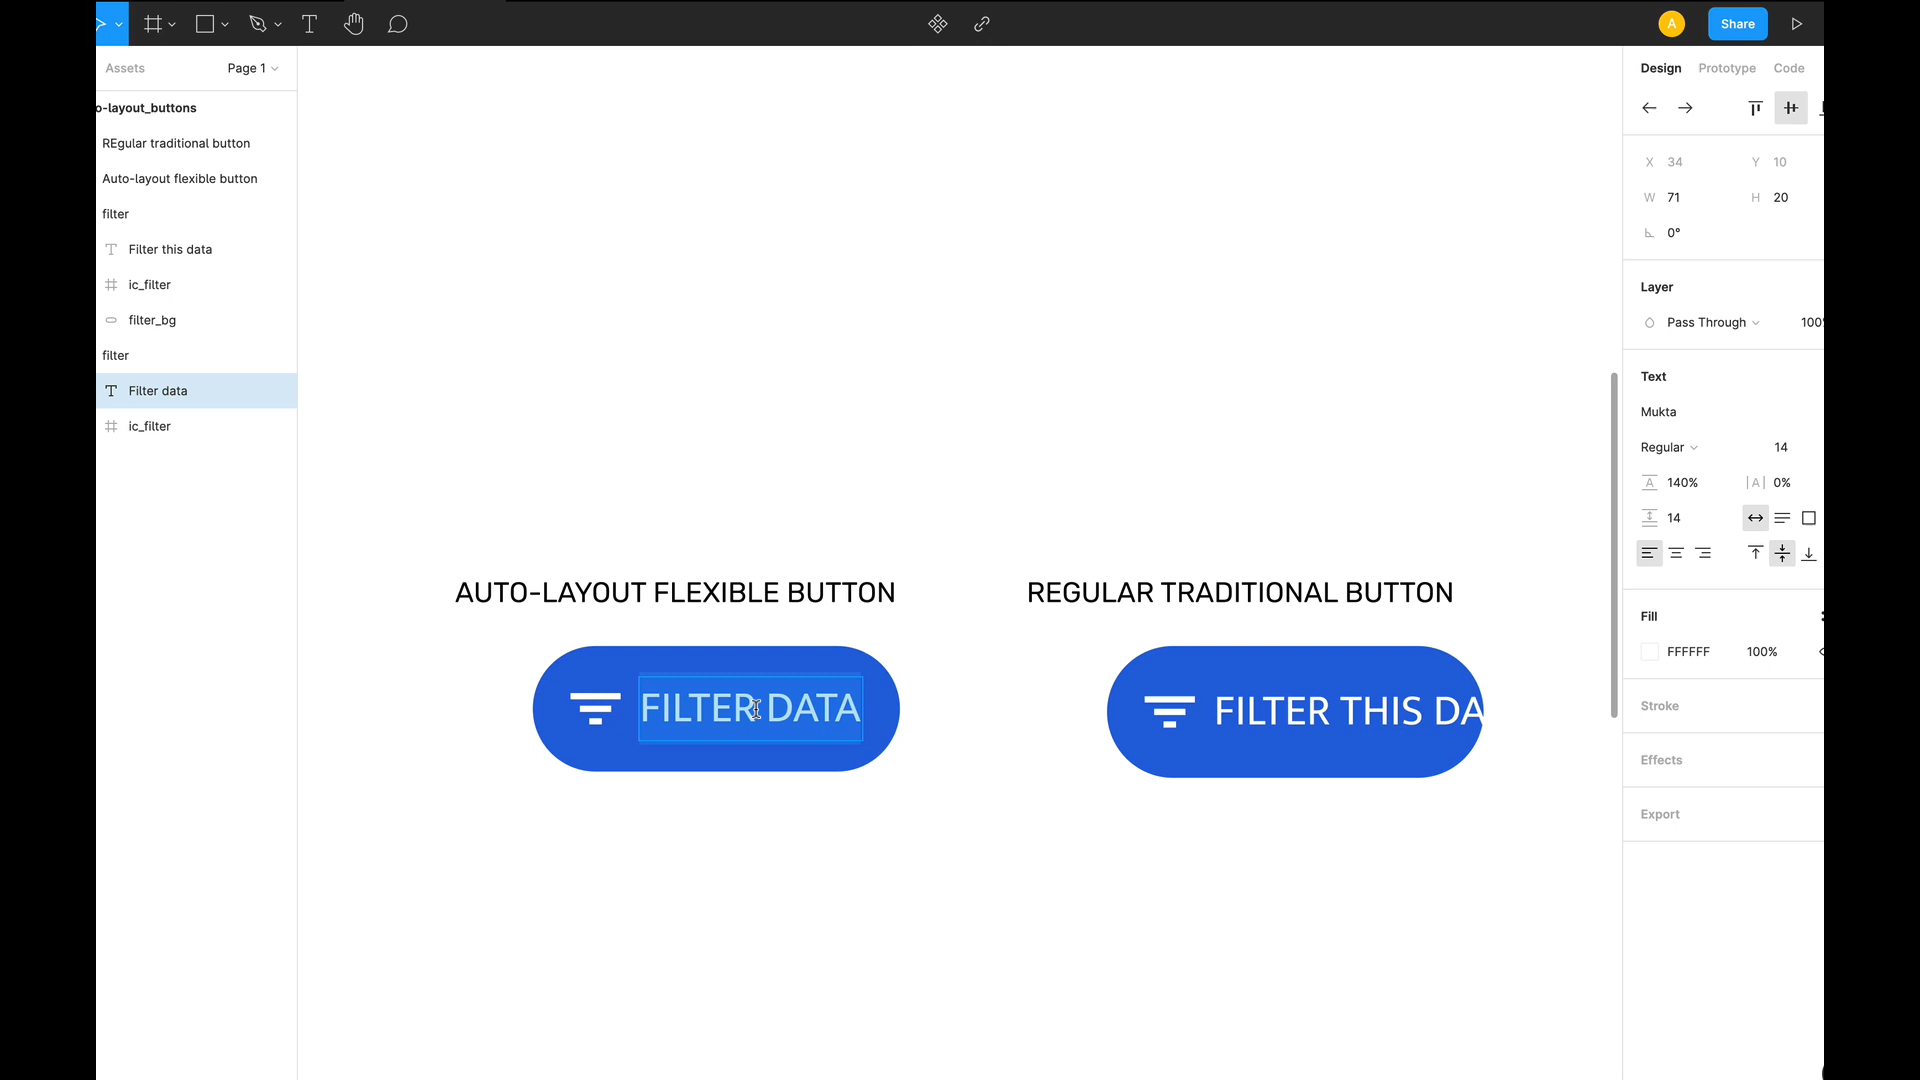 A
Share
Assets
Page 1
o-layout_buttons
REgular traditional button
Auto-layout flexible button
filter
Filter this data
ic_filter
filter_bg
filter
Filter data
ic_filter
AUTO-LAYOUT FLEXIBLE BUTTON
FILTER DATA
REGULAR TRADITIONAL BUTTON
FILTER THIS DA
Design
Prototype
Code
X 34
Y 10
W 71
H 20
0°
Layer
Pass Through
100%
Text
Mukta
Regular
14
A 140%
|A| 0%
14
Fill
FFFFFF
100%
Stroke
Effects
Export